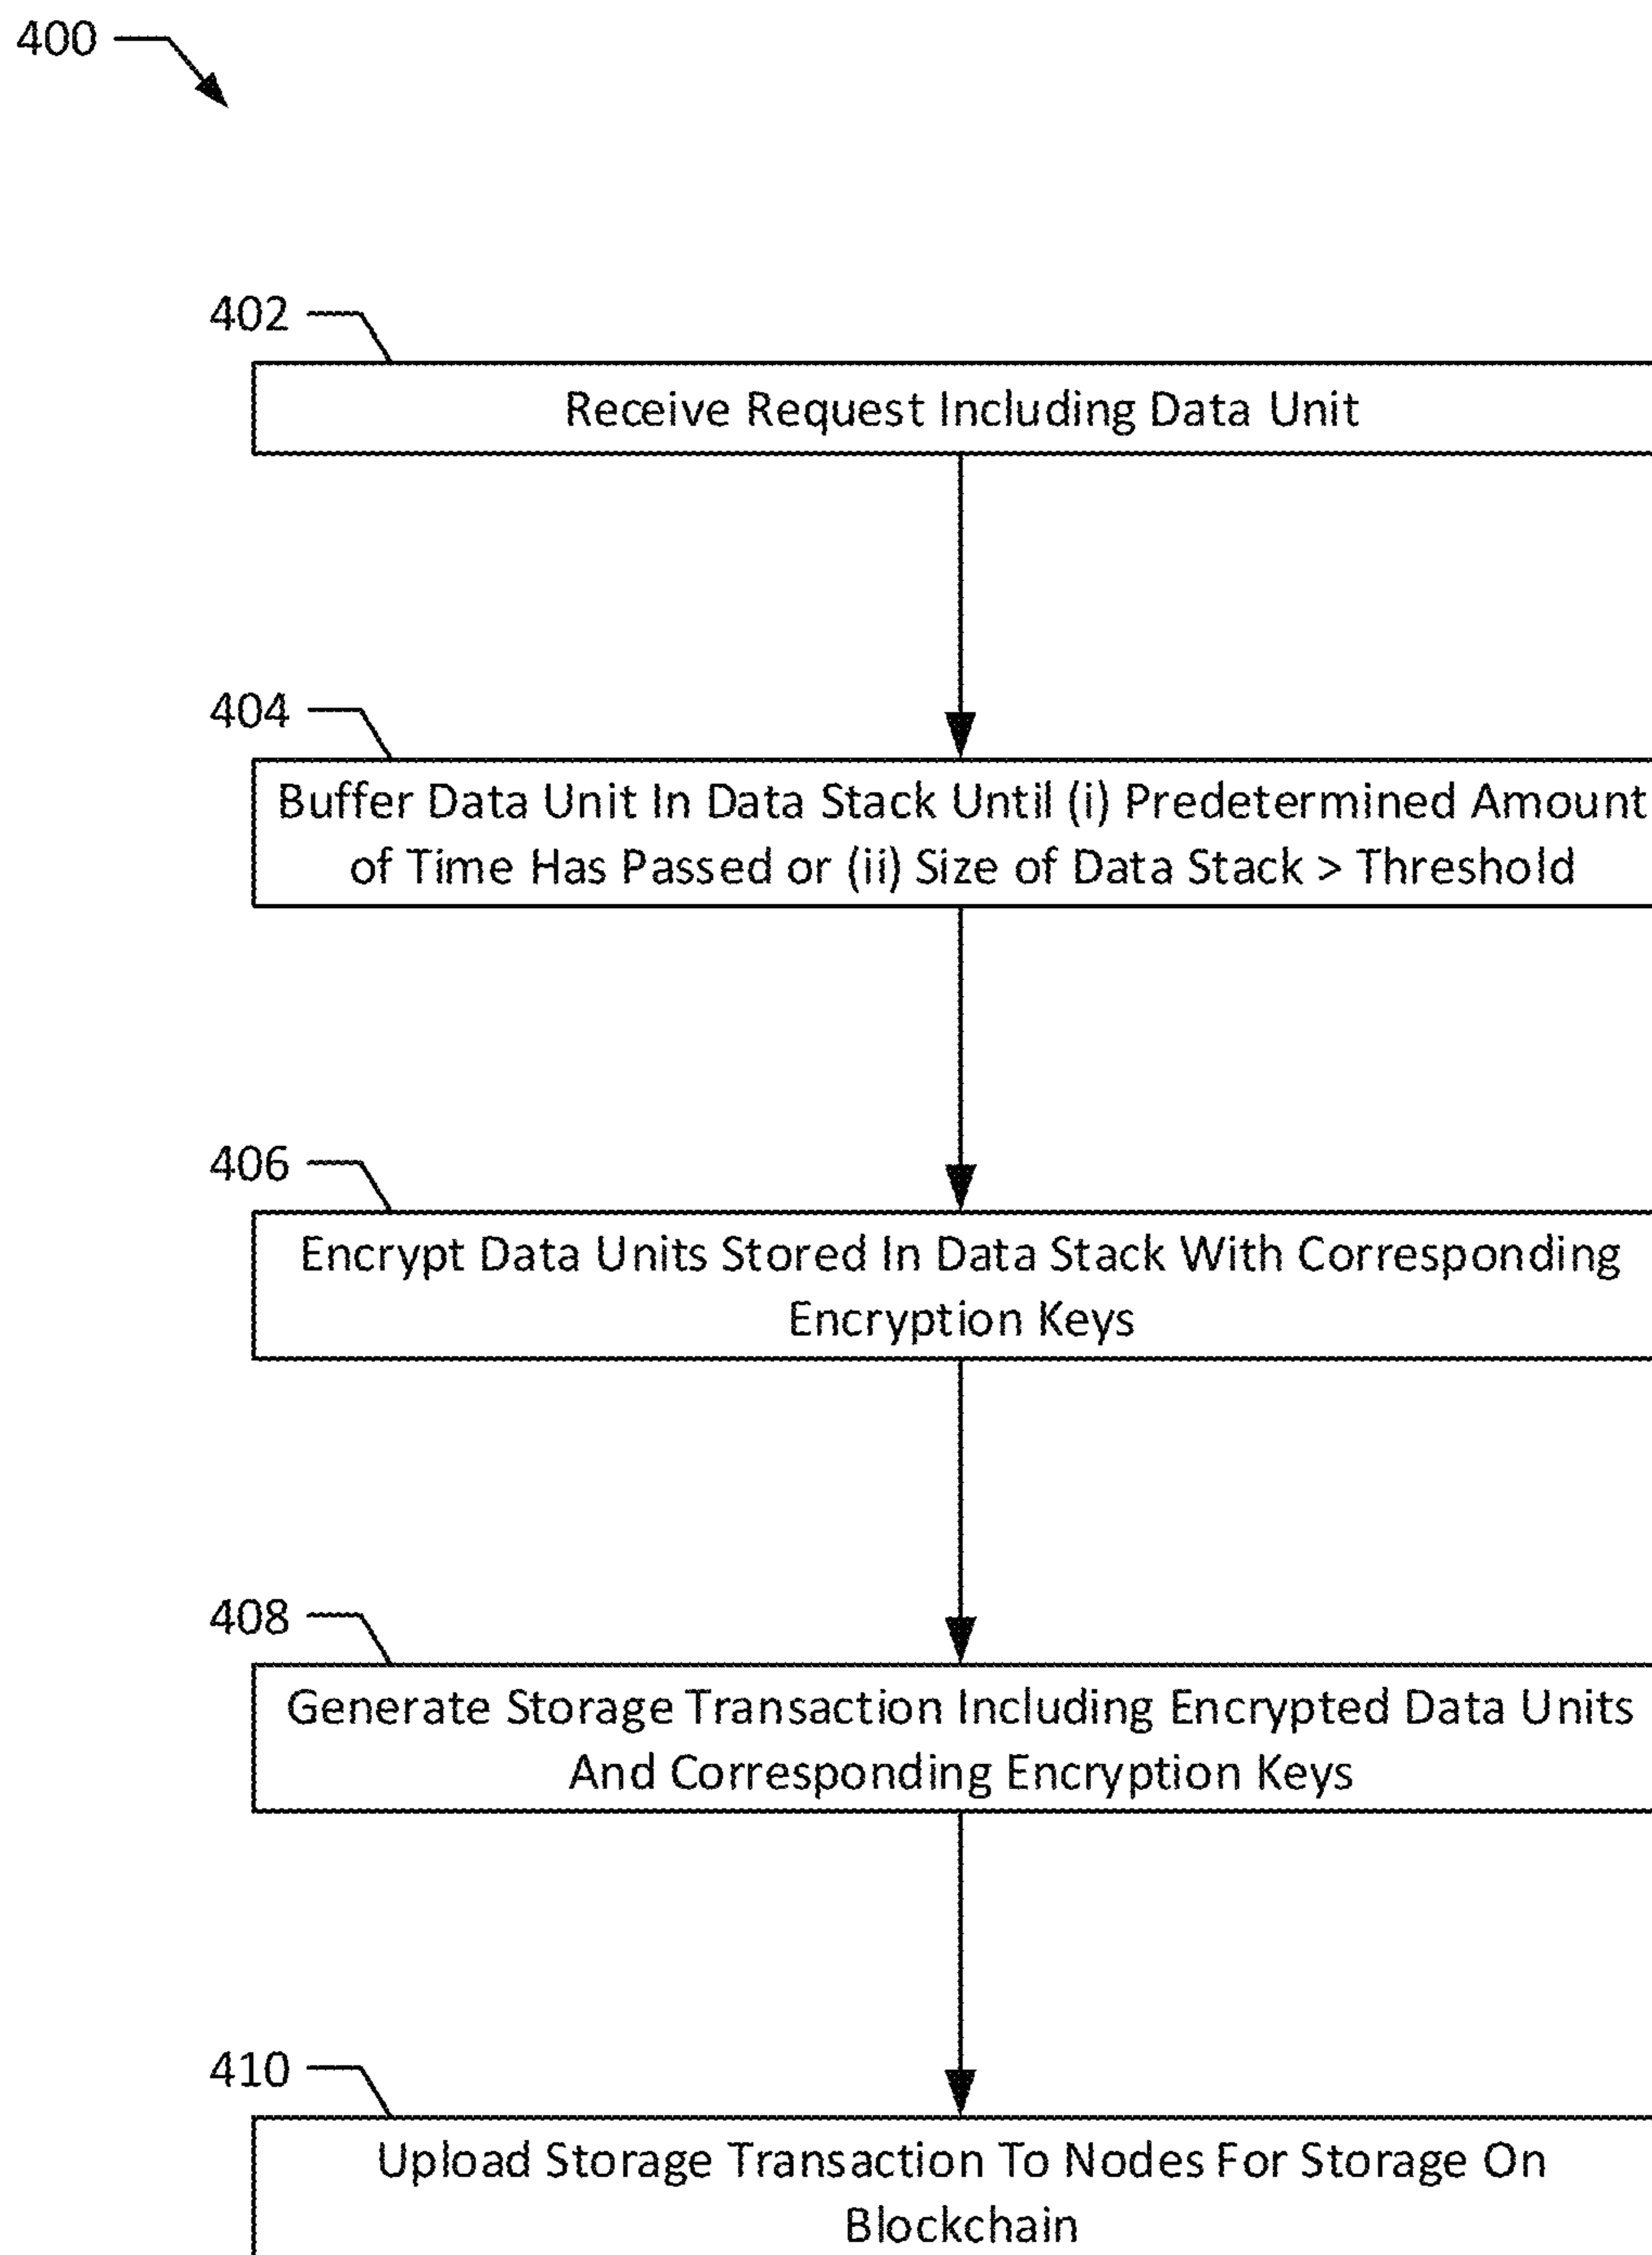 400
402
Receive Request Including Data Unit
404
Buffer Data Unit In Data Stack Until (i) Predetermined Amount
of Time Has Passed or (ii) Size of Data Stack > Threshold
406
Encrypt Data Units Stored In Data Stack With Corresponding
Encryption Keys
408
Generate Storage Transaction Including Encrypted Data Units
And Corresponding Encryption Keys
410
Upload Storage Transaction To Nodes For Storage On
Blockchain